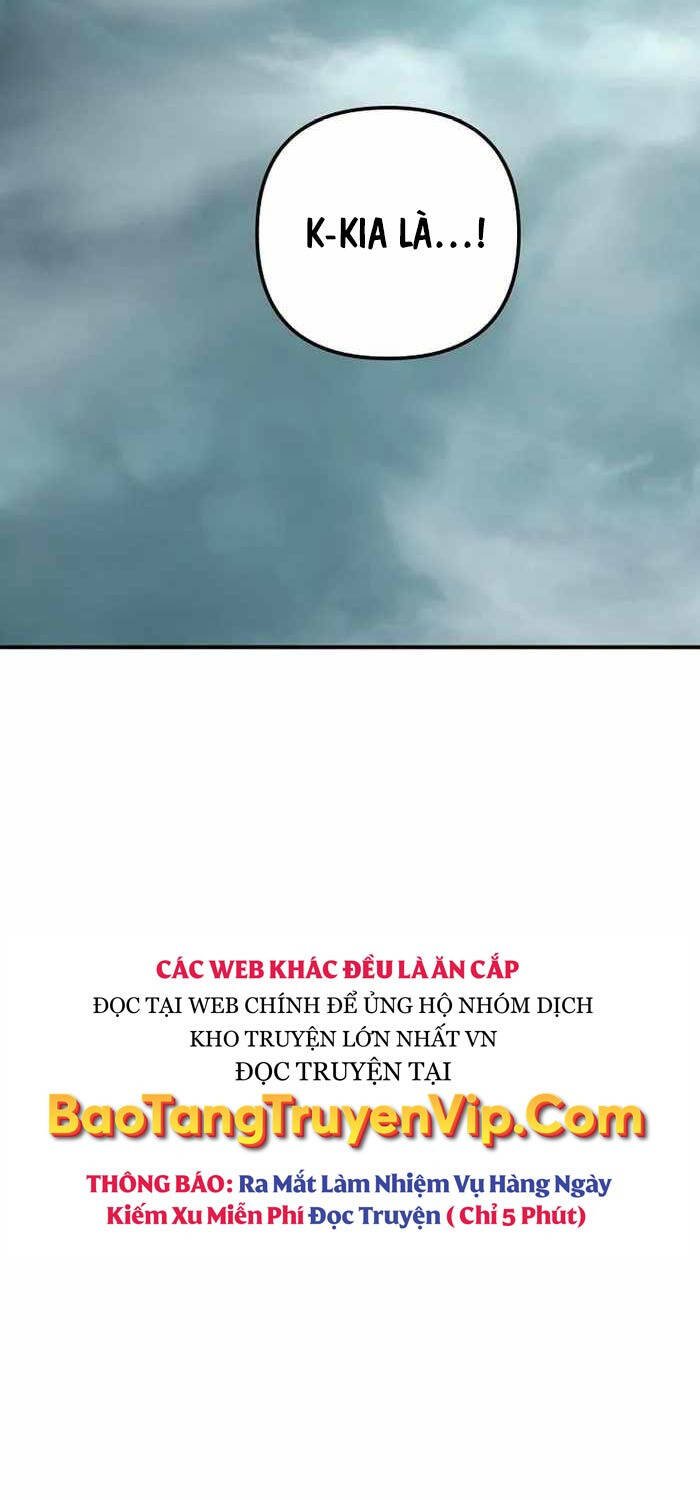 K-KIA LÀ...!
CÁC WEB KHÁC ĐỀU LÀ ĂN CẮP
ĐỌC TẠI WEB CHÍNH ĐỂ ỦNG HỘ NHÓM DỊCH
KHO TRUYỆN LỚN NHẤT VN
ĐỌC TRUYỆN TẠI
BaoTangTruyenVip.Com
THÔNG BÁO: Ra Mắt Làm Nhiệm Vụ Hàng Ngày
Kiếm Xu Miễn Phí Đọc Truyện ( Chỉ 5 Phút)